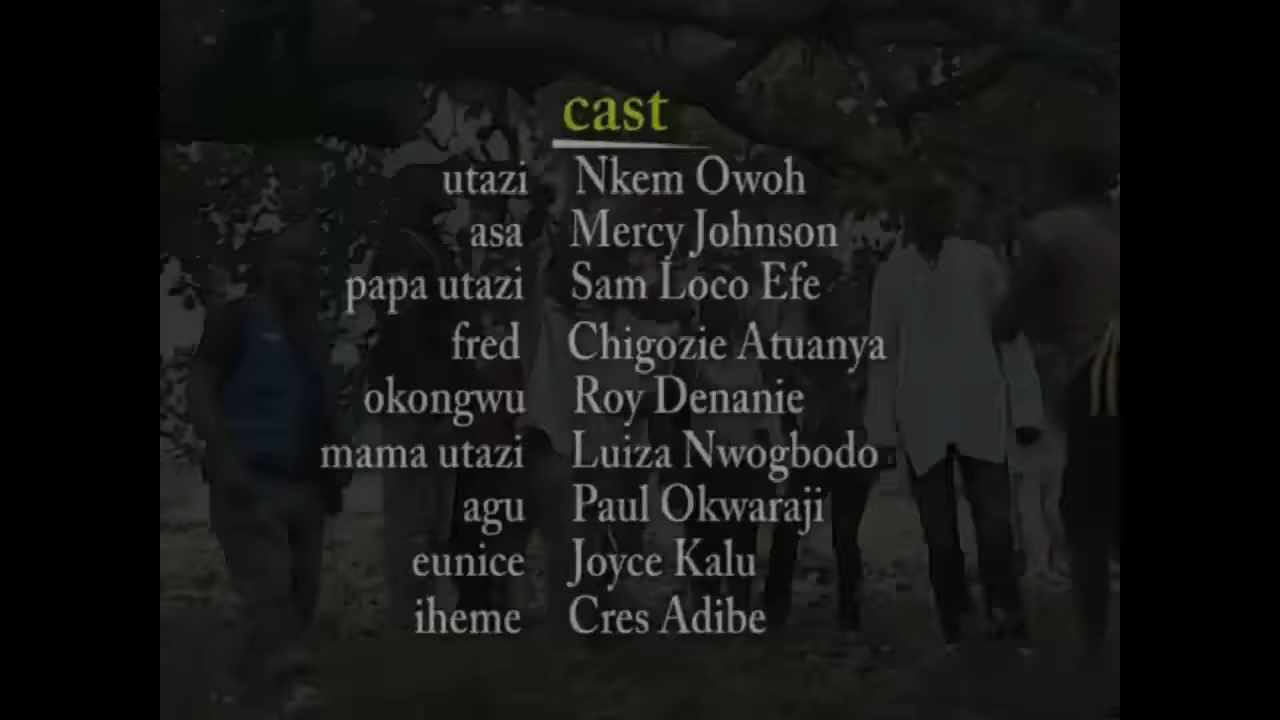 cast
utazi Nkem Owoh
asa Mercy Johnson
papa utazi Sam Loco Efe
fred Chigozie Atuanya
okongwu Roy Denanie
mama utazi Luiza Nwogbodo
agu Paul Okwaraji
eunice Joyce Kalu
iheme Cres Adibe